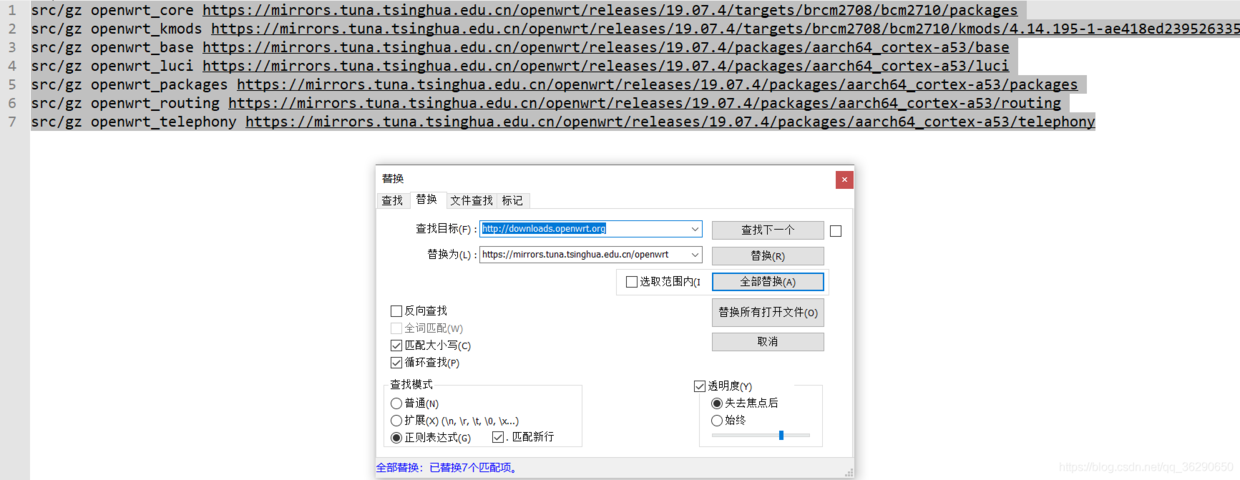 1 src/gz openwrt_core https://mirrors.tuna.tsinghua.edu.cn/openwrt/releases/19.07.4/targets/brcm2708/bcm2710/packages
2 src/gz openwrt_kmods https://mirrors.tuna.tsinghua.edu.cn/openwrt/releases/19.07.4/targets/brcm2708/bcm2710/kmods/4.14.195-1-ae418ed239526335
3 src/gz openwrt_base https://mirrors.tuna.tsinghua.edu.cn/openwrt/releases/19.07.4/packages/aarch64_cortex-a53/base
4 src/gz openwrt_luci https://mirrors.tuna.tsinghua.edu.cn/openwrt/releases/19.07.4/packages/aarch64_cortex-a53/luci
5 src/gz openwrt_packages https://mirrors.tuna.tsinghua.edu.cn/openwrt/releases/19.07.4/packages/aarch64_cortex-a53/packages
6 src/gz openwrt_routing https://mirrors.tuna.tsinghua.edu.cn/openwrt/releases/19.07.4/packages/aarch64_cortex-a53/routing
7 src/gz openwrt_telephony https://mirrors.tuna.tsinghua.edu.cn/openwrt/releases/19.07.4/packages/aarch64_cortex-a53/telephony
替换
查找 替换 文件查找 标记
查找目标(F) : http://downloads.openwrt.org 查找下一个
替换为(L) : https://mirrors.tuna.tsinghua.edu.cn/openwrt 替换(R)
选取范围内(I 全部替换(A)
反向查找 替换所有打开文件(O)
全词匹配(W)
匹配大小写(C) 取消
循环查找(P)
查找模式 透明度(Y)
普通(N) 失去焦点后
扩展(X) (\n, \r, \t, \0, \x...) 始终
正则表达式(G) . 匹配新行
全部替换: 已替换7个匹配项。
https://blog.csdn.net/qq_36290650